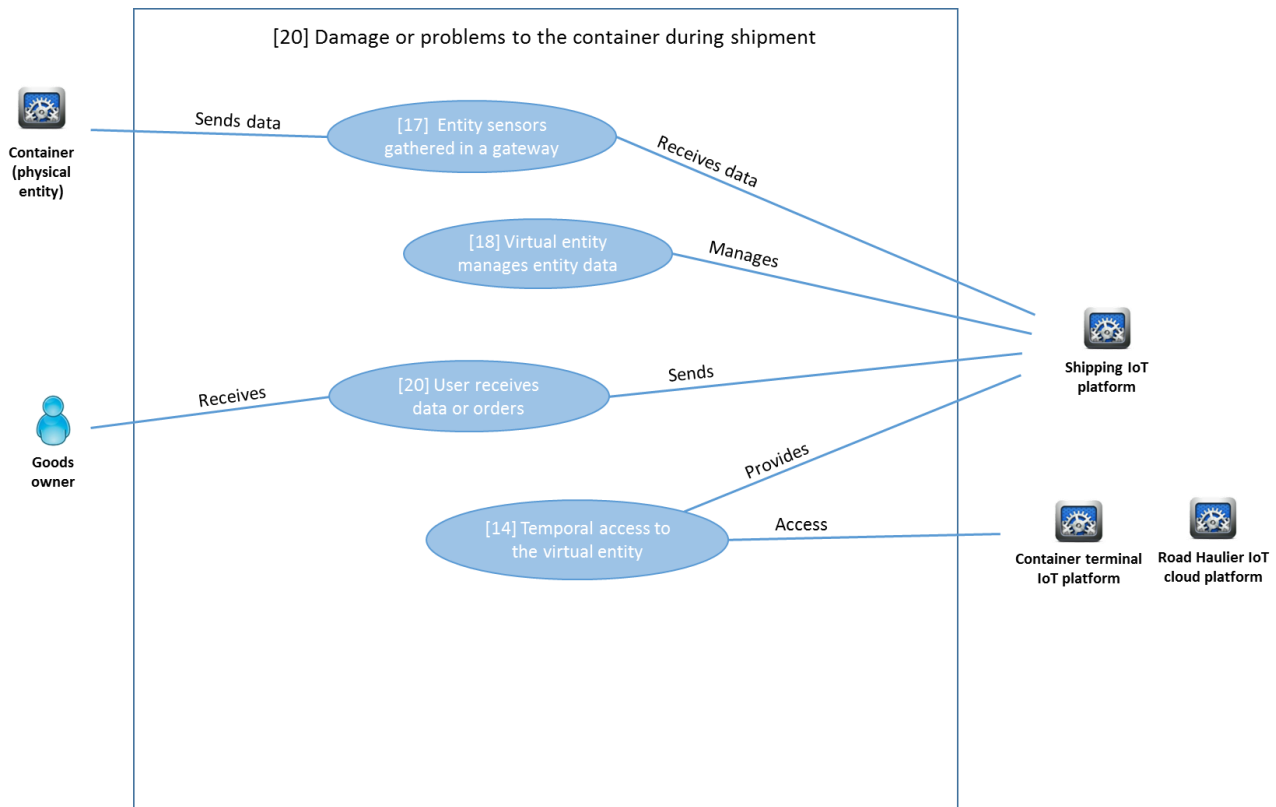 [20] Damage or problems to the container during shipment
Sends data
[17] Entity sensors
gathered in a gateway
Receives data
Container
(physical
entity)
[18] Virtual entity
manages entity data
Manages
Shipping IoT
platform
[20] User receives
data or orders
Receives
Sends
Goods
owner
Provides
[14] Temporal access to
the virtual entity
Access
Container terminal
IoT platform
Road Haulier IoT
cloud platform